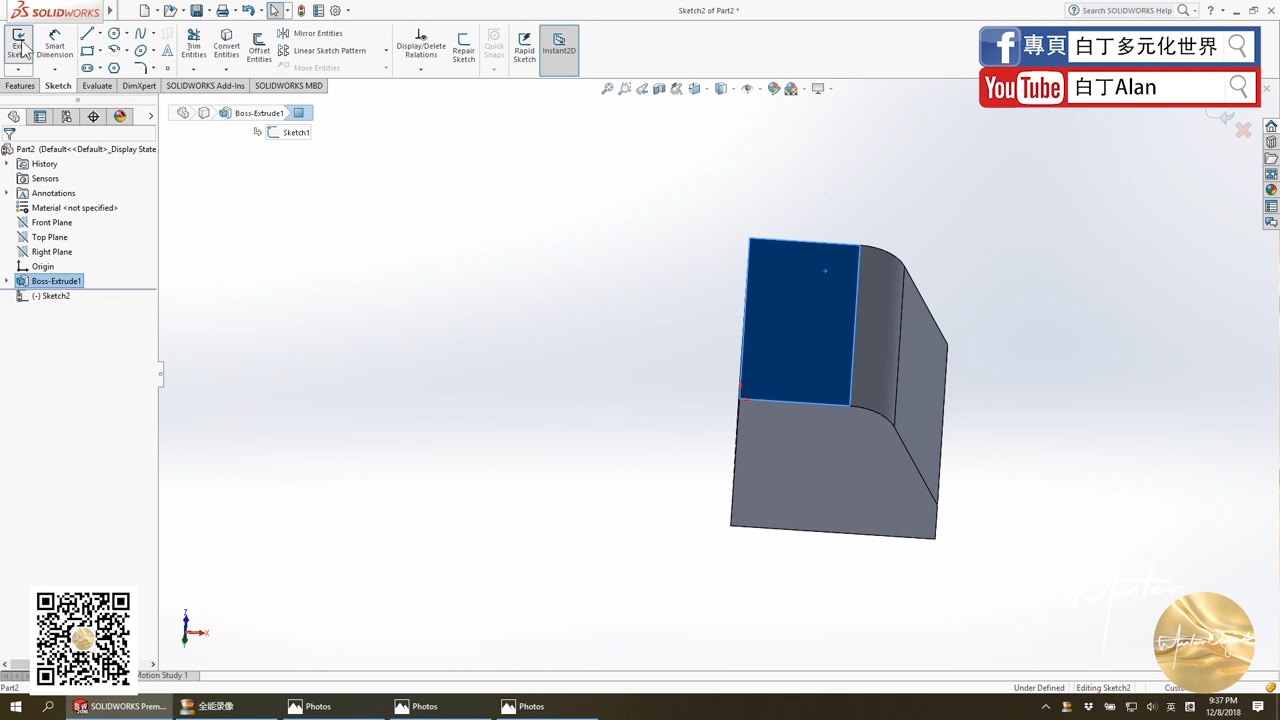 SOLIDWORKS
Sketch2 of Part2 *
Search SOLIDWORKS Help
Smart Dimension
Trim Entities
Convert Entities
Offset Entities
Mirror Entities
Linear Sketch Pattern
Move Entities
Display/Delete Relations
Repair Sketch
Quick Snaps
Rapid Sketch
Instant2D
專頁 白丁多元化世界
YouTube 白丁Alan
Features
Sketch
Evaluate
DimXpert
SOLIDWORKS Add-Ins
SOLIDWORKS MBD
Boss-Extrude1
Sketch1
Part2 (Default<<Default>_Display State
History
Sensors
Annotations
Material <not specified>
Front Plane
Top Plane
Right Plane
Origin
Boss-Extrude1
(-) Sketch2
Z
X
Motion Study 1
Part2
Under Defined
Editing Sketch2
SOLIDWORKS Prem...
全能录像
Photos
Photos
Photos
9:37 PM
12/8/2018